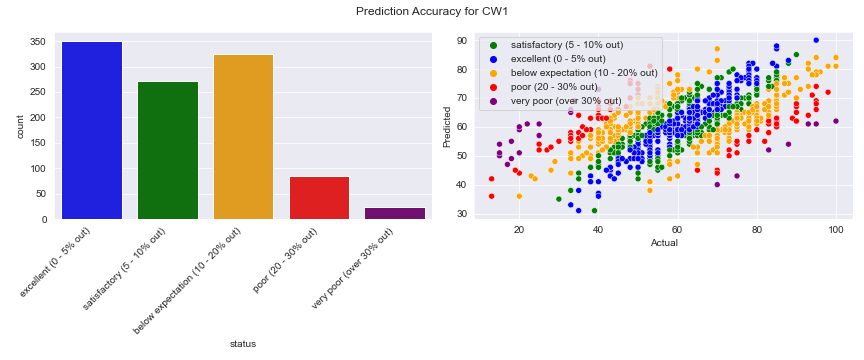 Prediction Accuracy for CW1
350
300
250
200
150
100
50
0
count
excellent (0 - 5% out)
satisfactory (5 - 10% out)
below expectation (10 - 20% out)
poor (20 - 30% out)
very poor (over 30% out)
status
90
80
70
60
50
40
30
Predicted
satisfactory (5 - 10% out)
excellent (0 - 5% out)
below expectation (10 - 20% out)
poor (20 - 30% out)
very poor (over 30% out)
20
40
60
80
100
Actual